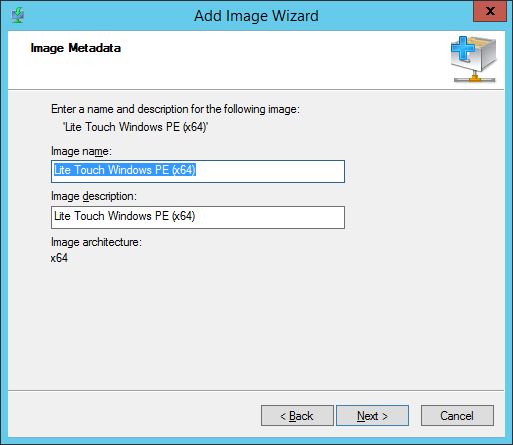 Add Image Wizard
X
Image Metadata
Enter a name and description for the following image:
'Lite Touch Windows PE (x64)'
Image name:
Lite Touch Windows PE (x64)
Image description:
Lite Touch Windows PE (x64)
Image architecture:
x64
< Back Next > Cancel